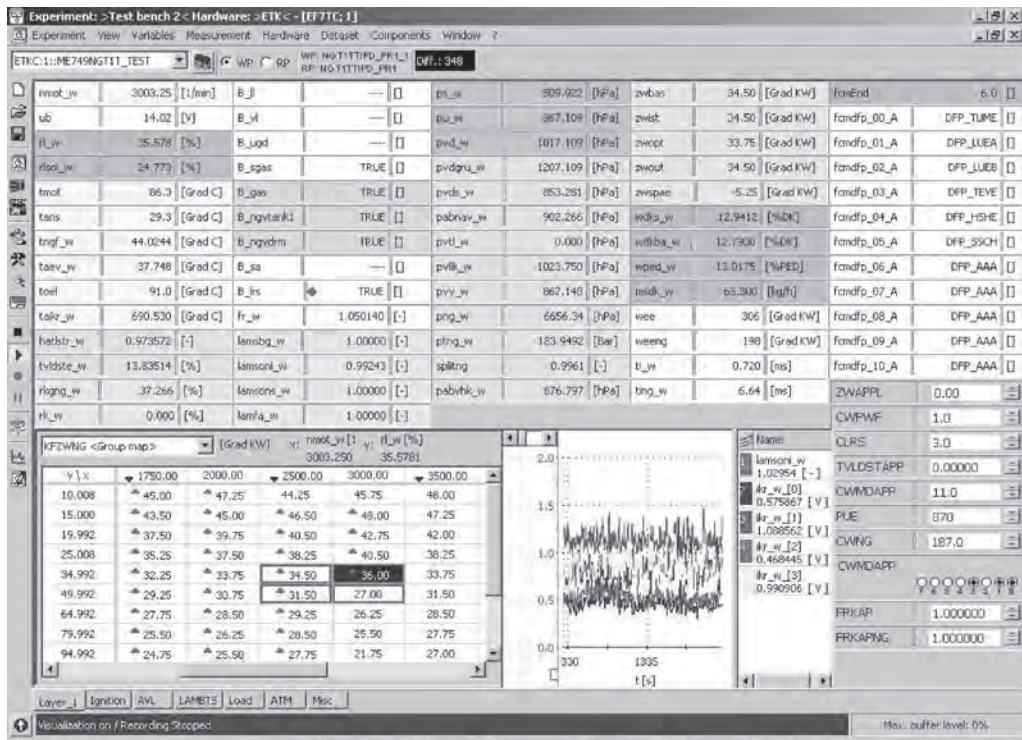 Experiment: >Test bench 2< Hardware: >ETK< - [EF7TC; 1]
Experiment View Variables Measurement Hardware Dataset Components Window ?
ETKC:1::ME749NGT1T_TEST WP RP WP: NGT1TTIPD_PR1_1 Diff.: 348
RP: NGT1TTIPD_PR1
nmot_w 3003.25 [1/min] B_ll --- [] ps_w 509.922 [hPa] zwbas 34.50 [Grad KW] fcmEnd 6.0 []
ub 14.02 [V] B_vl --- [] pu_w 867.109 [hPa] zwist 34.50 [Grad KW] fcmdfp_00_A DFP_TUME []
rl_w 35.578 [%] B_ugd --- [] pvd_w 1017.109 [hPa] zwopt 33.75 [Grad KW] fcmdfp_01_A DFP_LUEA []
rlsol_w 24.773 [%] B_sgas TRUE [] pvdgru_w 1207.109 [hPa] zwout 34.50 [Grad KW] fcmdfp_02_A DFP_LUEB []
tmot 86.3 [Grad C] B_gas TRUE [] pvds_w 853.281 [hPa] zwspae -5.25 [Grad KW] fcmdfp_03_A DFP_TEVE []
tans 29.3 [Grad C] B_ngvtank1 TRUE [] pabnav_w 902.266 [hPa] wdks_w 12.9412 [%DK] fcmdfp_04_A DFP_HSHE []
tngf_w 44.0244 [Grad C] B_ngvdrm TRUE [] pvtl_w 0.000 [hPa] wdkba_w 12.7900 [%DK] fcmdfp_05_A DFP_SSCH []
taev_w 37.748 [Grad C] B_sa --- [] pvlk_w 1023.750 [hPa] wped_w 13.0175 [%PED] fcmdfp_06_A DFP_AAA []
toel 91.0 [Grad C] B_lrs TRUE [] pvv_w 867.148 [hPa] msdk_w 63.300 [kg/h] fcmdfp_07_A DFP_AAA []
taikr_w 690.530 [Grad C] fr_w 1.050140 [-] png_w 6656.34 [hPa] wee 306 [Grad KW] fcmdfp_08_A DFP_AAA []
hatlstr_w 0.973572 [-] lamsbg_w 1.00000 [-] ptng_w 183.9492 [Bar] weeng 198 [Grad KW] fcmdfp_09_A DFP_AAA []
tvldste_w 13.83514 [%] lamsoni_w 0.99243 [-] splitng 0.9961 [-] ti_w 0.720 [ms] fcmdfp_10_A DFP_AAA []
rkgng_w 37.266 [%] lamsons_w 1.00000 [-] pabvhk_w 876.797 [hPa] ting_w 6.64 [ms] ZWAPPL 0.00
rk_w 0.000 [%] lamfa_w 1.00000 [-] CWPWF 1.0
KFZWNG <Group map> [Grad KW] x: nmot_w [1 y: rl_w [%]
3003.250 35.5781
y\x 1750.00 2000.00 2500.00 3000.00 3500.00
10.008 45.00 47.25 44.25 45.75 48.00
15.000 43.50 45.00 46.50 48.00 47.25
19.992 37.50 39.75 40.50 42.75 42.00
25.008 35.25 37.50 38.25 40.50 38.25
34.992 32.25 33.75 34.50 36.00 33.75
49.992 29.25 30.75 31.50 27.00 31.50
64.992 27.75 28.50 29.25 26.25 28.50
79.992 25.50 26.25 28.50 25.50 27.75
94.992 24.75 25.50 27.75 21.75 27.00
2.0
1.5
1.0
0.5
0.0
330 1335
t [s]
Name
lamsoni_w
1.02954 [-]
ikr_w_[0]
0.575867 [V]
ikr_w_[1]
1.088562 [V]
ikr_w_[2]
0.468445 [V]
ikr_w_[3]
0.990906 [V]
CLRS 3.0
TVLDSTAPP 0.00000
CWMDAPP 11.0
PUE 870
CWNG 187.0
CWMDAPP
7 6 5 4 3 2 1 0
FRKAP 1.000000
FRKAPNG 1.000000
Layer_1 Ignition AVL LAMBTS Load ATM Misc
Visualization on / Recording Stopped Max. buffer level: 0%